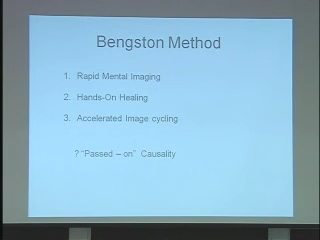 Bengston Method
1. Rapid Mental Imaging
2. Hands-On Healing
3. Accelerated Image cycling
? "Passed – on" Causality